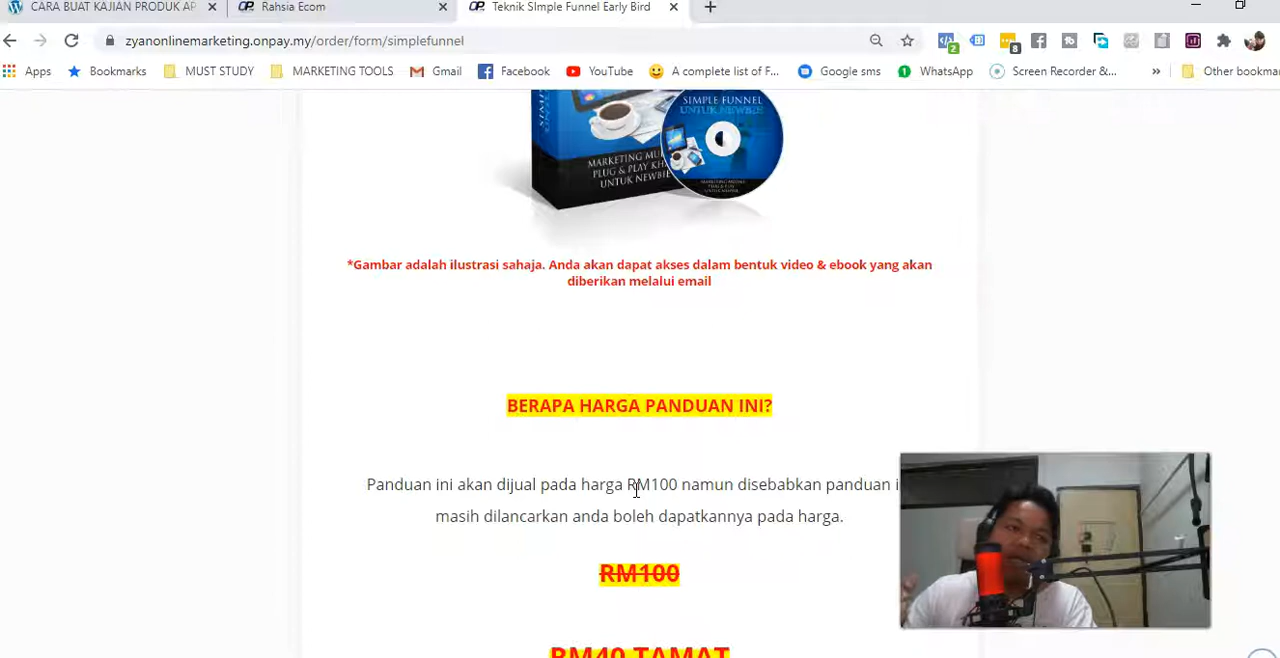 CARA BUAT KAJIAN PRODUK AP
Rahsia Ecom
Teknik SImple Funnel Early Bird
zyanonlinemarketing.onpay.my/order/form/simplefunnel
2
8
Apps
Bookmarks
MUST STUDY
MARKETING TOOLS
Gmail
Facebook
YouTube
A complete list of F...
Google sms
WhatsApp
Screen Recorder &...
Other bookma
MARKETING
PLUG & PLAY
UNTUK NEWBIE
SIMPLE FUNNEL
UNTUK NEWBIE
*Gambar adalah ilustrasi sahaja. Anda akan dapat akses dalam bentuk video & ebook yang akan
diberikan melalui email
BERAPA HARGA PANDUAN INI?
Panduan ini akan dijual pada harga RM100 namun disebabkan panduan i
masih dilancarkan anda boleh dapatkannya pada harga.
RM100
RM40 TAMAT